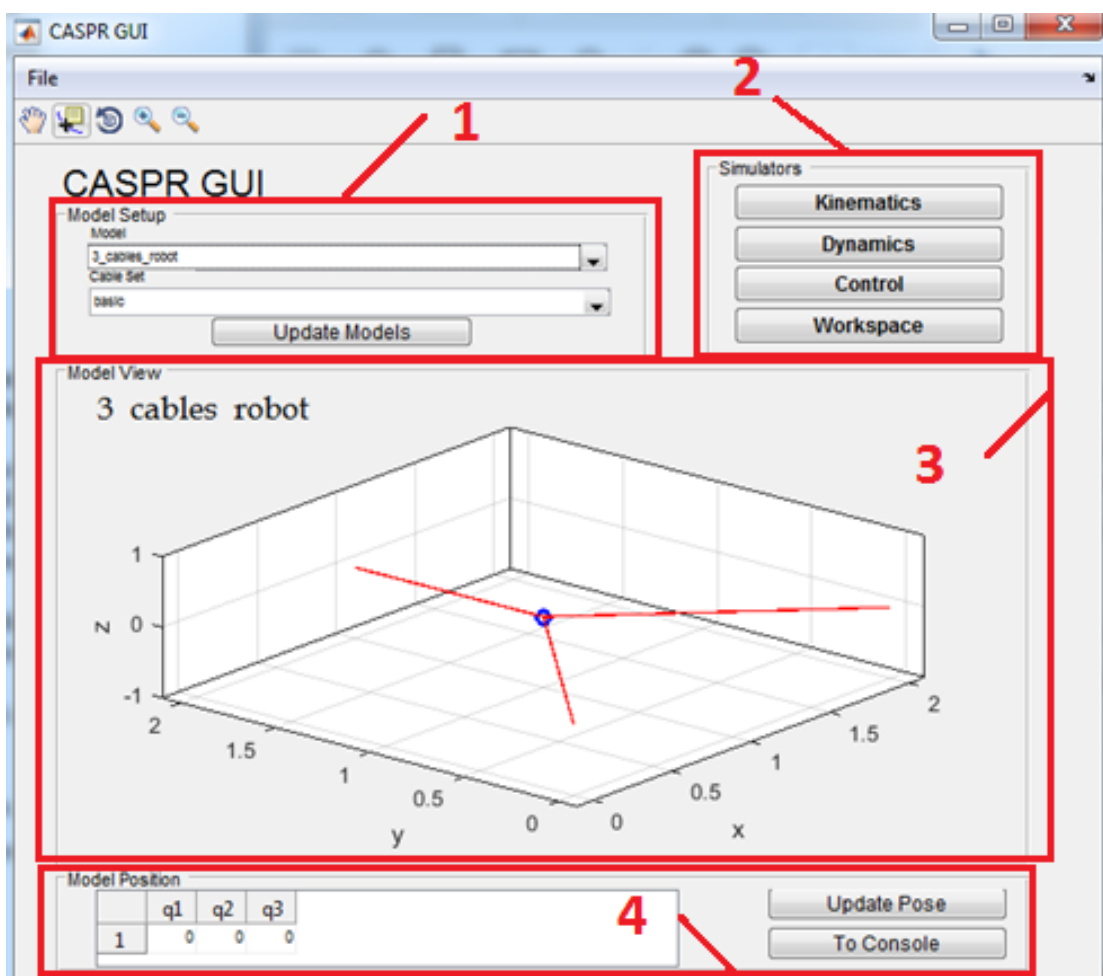 CASPR GUI
File
2
1
CASPR GUI
Model Setup
Model
3_cables_robot
Cable Set
basic
Update Models
Simulators
Kinematics
Dynamics
Control
Workspace
Model View
3 cables robot
3
1
0
-1
z
2
1.5
1
0.5
0
y
0
0.5
1
1.5
2
x
Model Position
q1 q2 q3
1 0 0 0
4
Update Pose
To Console